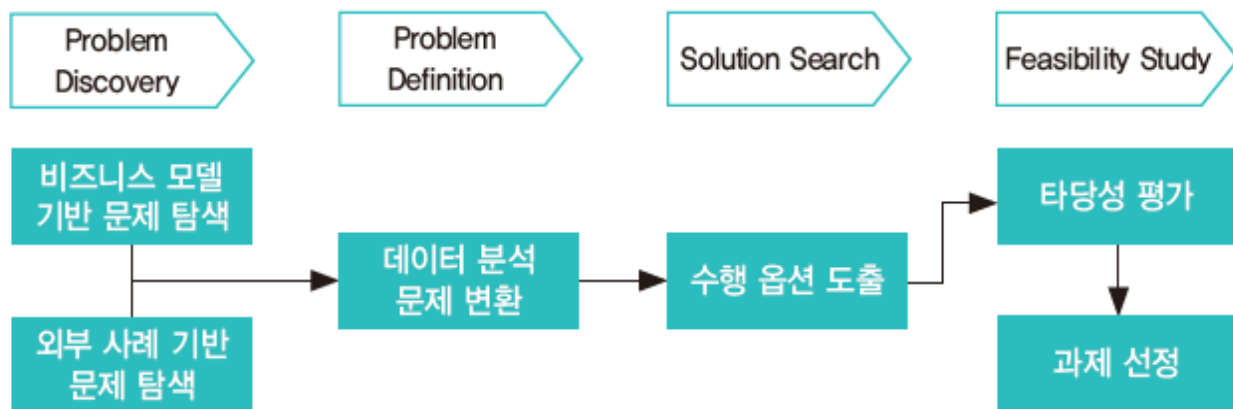 Problem
Discovery
Problem
Definition
Solution Search
Feasibility Study
비즈니스 모델
기반 문제 탐색
외부 사례 기반
문제 탐색
데이터 분석
문제 변환
수행 옵션 도출
타당성 평가
과제 선정